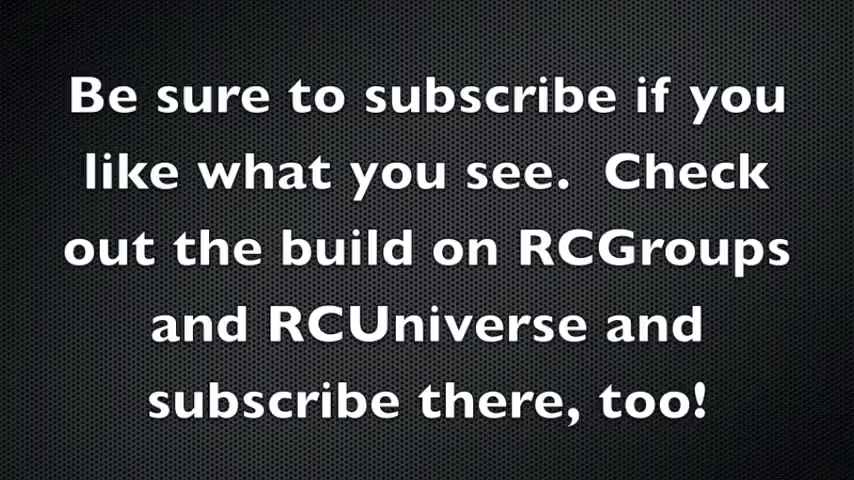 Be sure to subscribe if you
like what you see.  Check
out the build on RCGroups
and RCUniverse and
subscribe there, too!